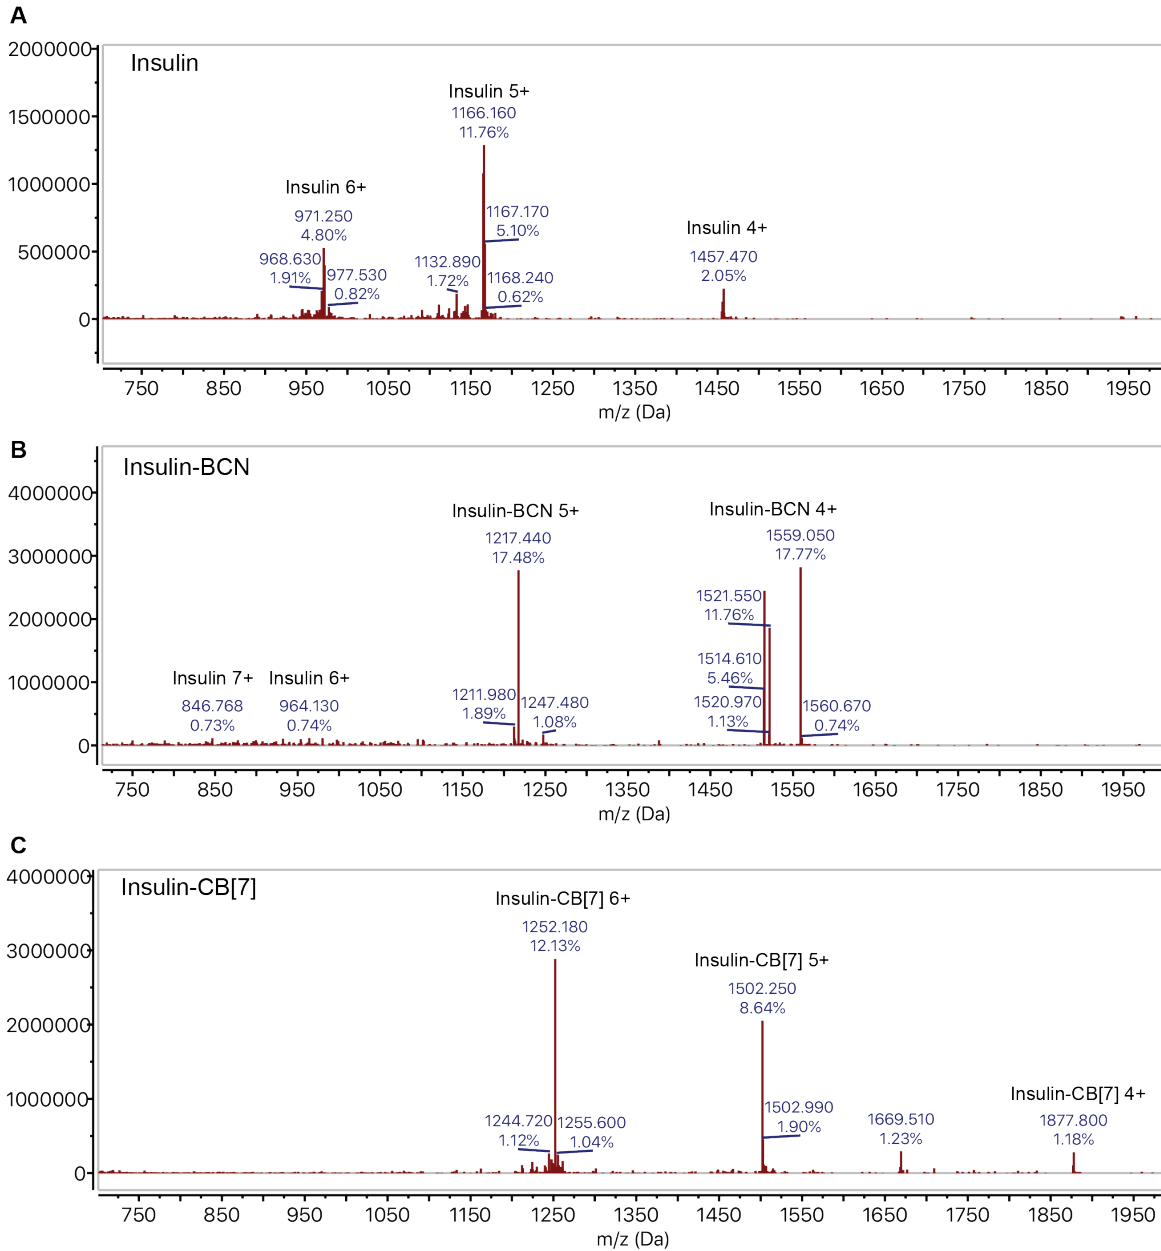 A
Insulin
2000000
1500000
1000000
500000
0
Insulin 6+
971.250
4.80%
968.630
1.91%
977.530
0.82%
Insulin 5+
1166.160
11.76%
1167.170
5.10%
1132.890
1.72%
1168.240
0.62%
Insulin 4+
1457.470
2.05%
750 850 950 1050 1150 1250 1350 1450 1550 1650 1750 1850 1950
m/z (Da)
B
Insulin-BCN
4000000
3000000
2000000
1000000
0
Insulin 7+
846.768
0.73%
Insulin 6+
964.130
0.74%
Insulin-BCN 5+
1217.440
17.48%
1211.980
1.89%
1247.480
1.08%
Insulin-BCN 4+
1559.050
17.77%
1521.550
11.76%
1514.610
5.46%
1520.970
1.13%
1560.670
0.74%
750 850 950 1050 1150 1250 1350 1450 1550 1650 1750 1850 1950
m/z (Da)
C
Insulin-CB[7]
4000000
3000000
2000000
1000000
0
Insulin-CB[7] 6+
1252.180
12.13%
1244.720
1.12%
1255.600
1.04%
Insulin-CB[7] 5+
1502.250
8.64%
1502.990
1.90%
1669.510
1.23%
Insulin-CB[7] 4+
1877.800
1.18%
750 850 950 1050 1150 1250 1350 1450 1550 1650 1750 1850 1950
m/z (Da)